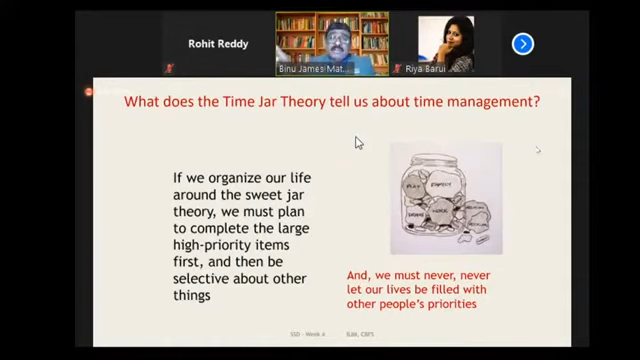 Rohit Reddy
Binu James Mat...
Riya Barui
What does the Time Jar Theory tell us about time management?
If we organize our life
around the sweet jar
theory, we must plan
to complete the large
high-priority items
first, and then be
selective about other
things
PLAY
WORK
And, we must never, never
let our lives be filled with
other people's priorities
SSD - Week 4